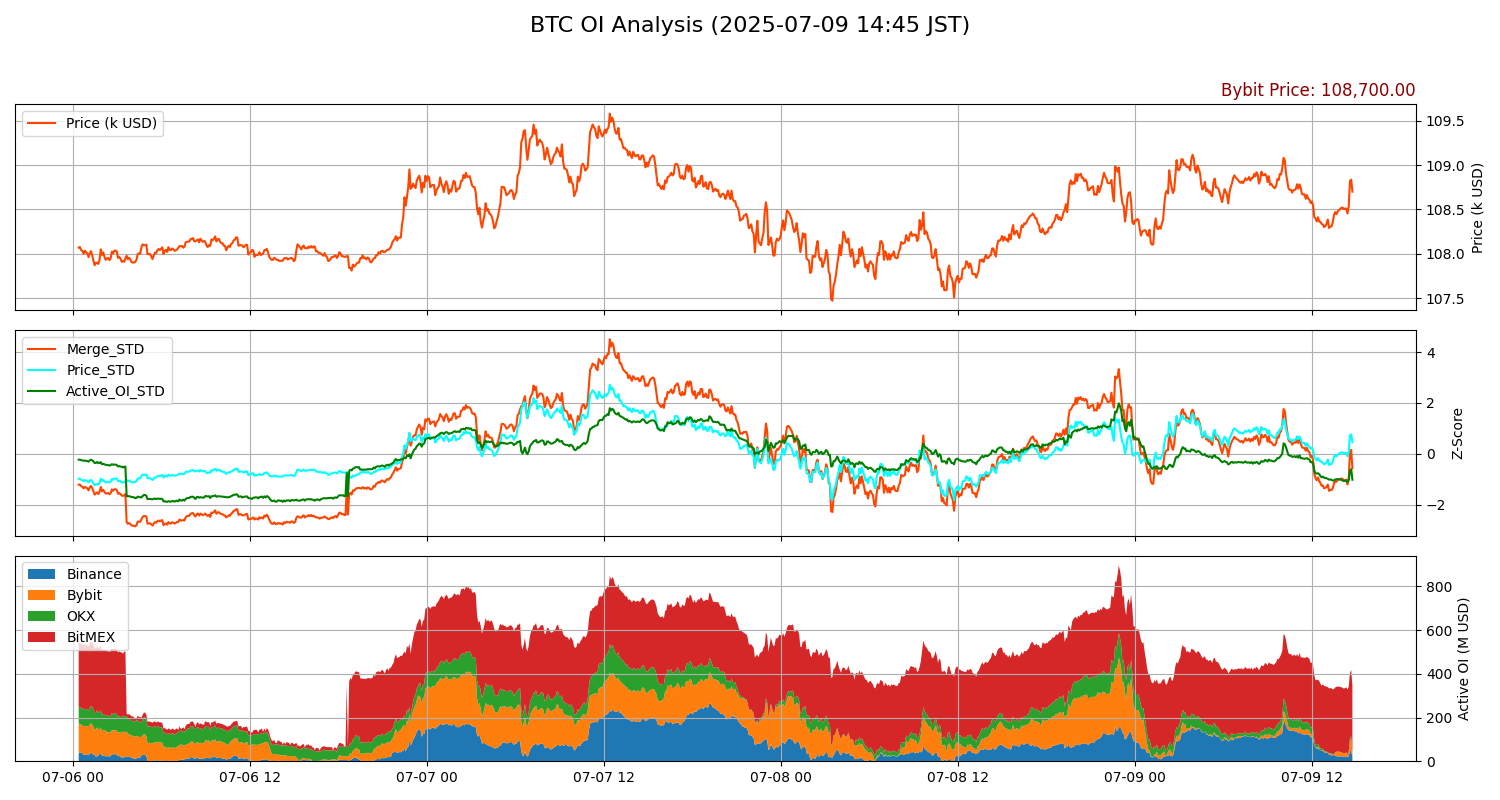 BTC OI Analysis (2025-07-09 14:45 JST)
Bybit Price: 108,700.00
Price (k USD)
109.5
109.0
108.5
108.0
107.5
Price (k USD)
Merge_STD
Price_STD
Active_OI_STD
4
2
0
−2
Z-Score
Binance
Bybit
OKX
BitMEX
800
600
400
200
0
Active OI (M USD)
07-06 00
07-06 12
07-07 00
07-07 12
07-08 00
07-08 12
07-09 00
07-09 12